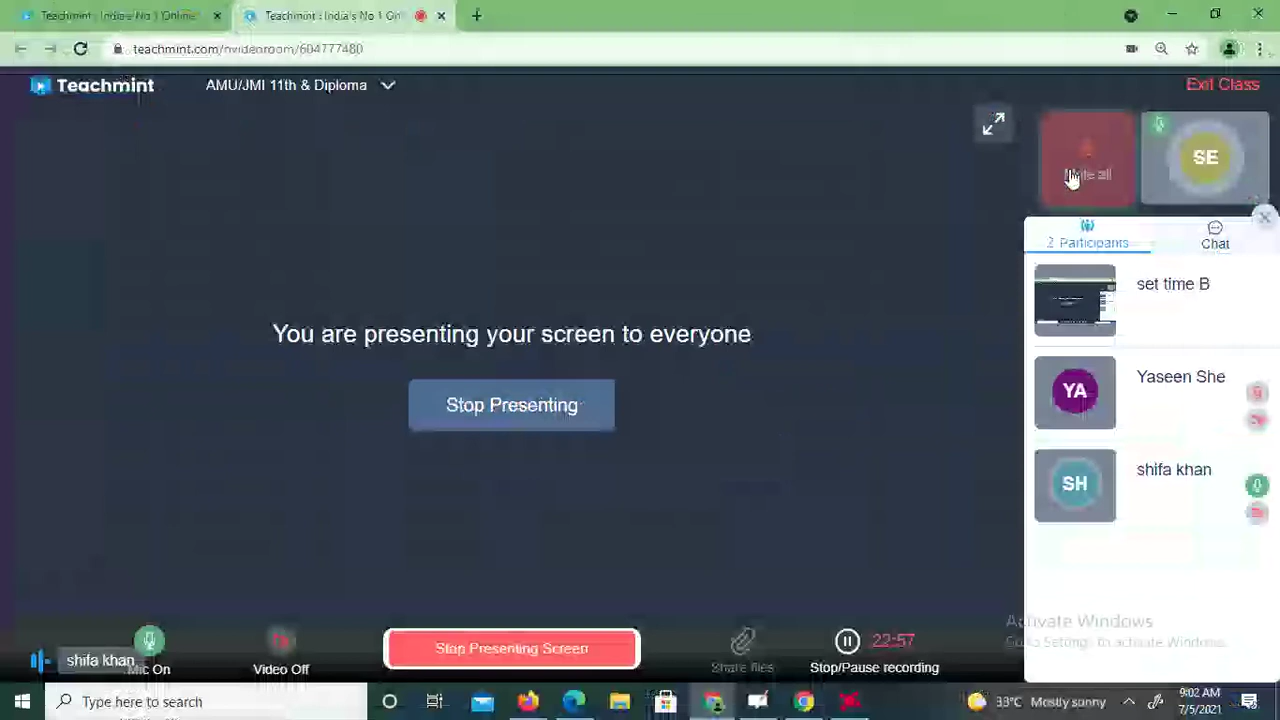 Teachmint : India's No 1 Online
Teachmint : India's No 1 Onl
teachmint.com/nvideoroom/604777480
Teachmint
AMU/JMI 11th & Diploma
Exit Class
all
SE
2 Participants
Chat
set time B
You are presenting your screen to everyone
Stop Presenting
YA
Yaseen She
SH
shifa khan
shifa khan
Mic On
Video Off
Stop Presenting Screen
Share files
22:57
Stop/Pause recording
Activate Windows
Go to Settings to activate Windows.
Type here to search
33°C Mostly sunny
9:02 AM
7/5/2021